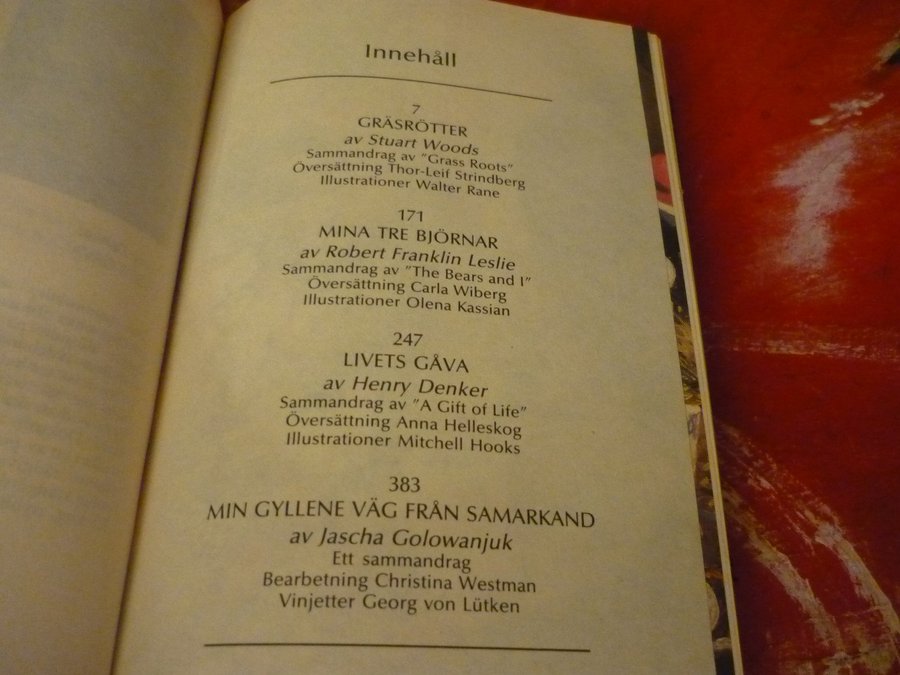 Innehåll
7
GRÄSRÖTTER
av Stuart Woods
Sammandrag av "Grass Roots"
Översättning Thor-Leif Strindberg
Illustrationer Walter Rane
171
MINA TRE BJÖRNAR
av Robert Franklin Leslie
Sammandrag av "The Bears and I"
Översättning Carla Wiberg
Illustrationer Olena Kassian
247
LIVETS GÅVA
av Henry Denker
Sammandrag av "A Gift of Life"
Översättning Anna Helleskog
Illustrationer Mitchell Hooks
383
MIN GYLLENE VÄG FRÅN SAMARKAND
av Jascha Golowanjuk
Ett sammandrag
Bearbetning Christina Westman
Vinjetter Georg von Lütken